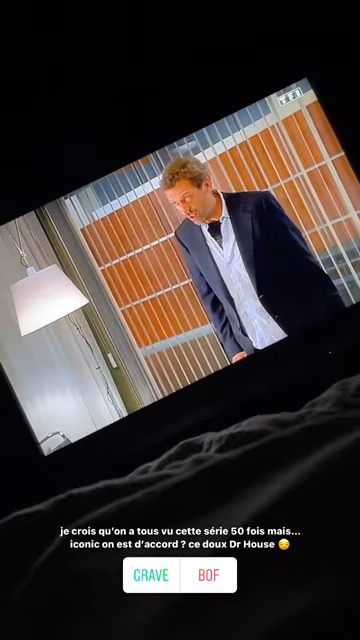 TF1
je crois qu'on a tous vu cette série 50 fois mais...
iconic on est d'accord ? ce doux Dr House 😏
GRAVE
BOF